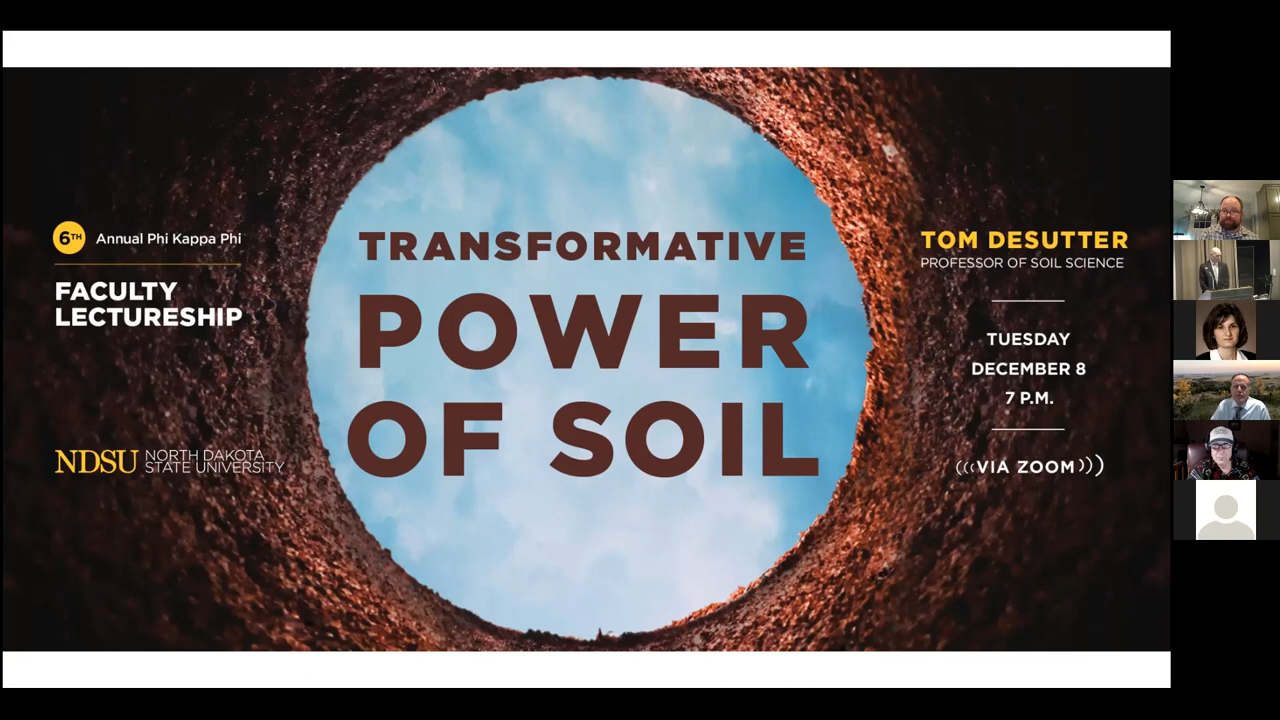 6TH Annual Phi Kappa Phi
FACULTY
LECTURESHIP
NDSU NORTH DAKOTA
STATE UNIVERSITY
TRANSFORMATIVE
POWER
OF SOIL
TOM DESUTTER
PROFESSOR OF SOIL SCIENCE
TUESDAY
DECEMBER 8
7 P.M.
(((VIA ZOOM)))